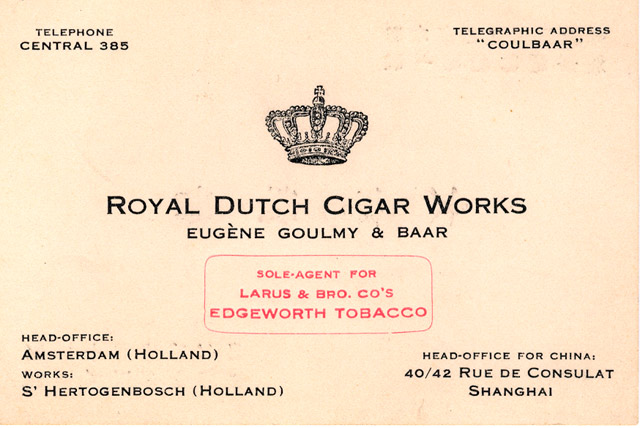 TELEPHONE
CENTRAL 385
TELEGRAPHIC ADDRESS
"COULBAAR"
ROYAL DUTCH CIGAR WORKS
EUGÈNE GOULMY & BAAR
SOLE-AGENT FOR
LARUS & BRO. CO'S
EDGEWORTH TOBACCO
HEAD-OFFICE:
AMSTERDAM (HOLLAND)
WORKS:
S' HERTOGENBOSCH (HOLLAND)
HEAD-OFFICE FOR CHINA:
40/42 RUE DE CONSULAT
SHANGHAI